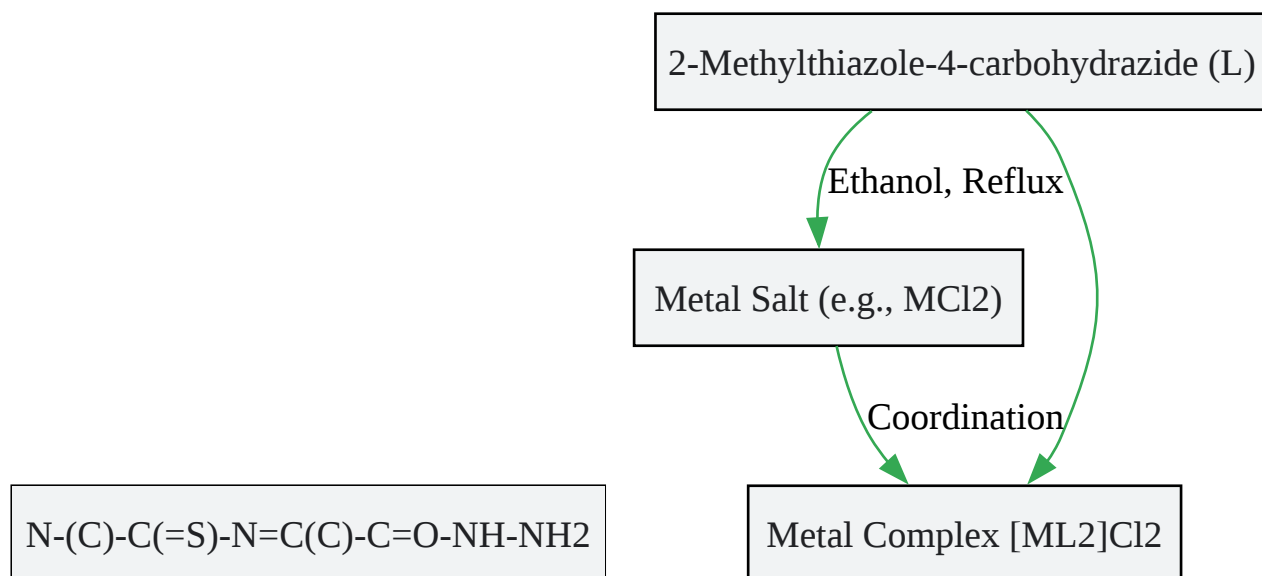 2-Methylthiazole-4-carbohydrazide (L)
Ethanol, Reflux
Metal Salt (e.g., MCl2)
Coordination
N-(C)-C(=S)-N=C(C)-C=O-NH-NH2
Metal Complex [ML2]Cl2